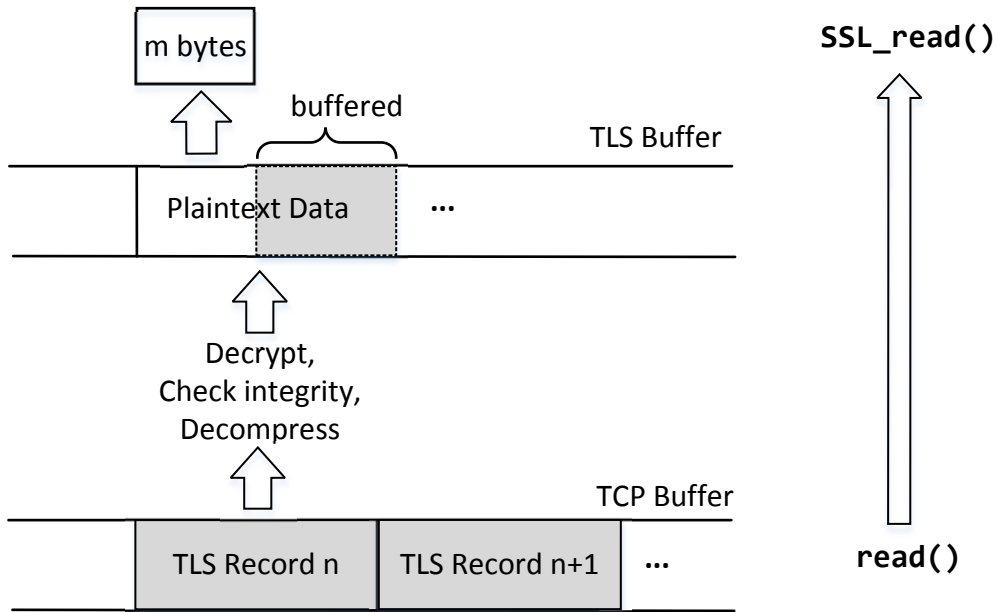 m bytes
SSL_read()
buffered
TLS Buffer
Plaintext Data
...
Decrypt,
Check integrity,
Decompress
TCP Buffer
TLS Record n
TLS Record n+1
...
read()